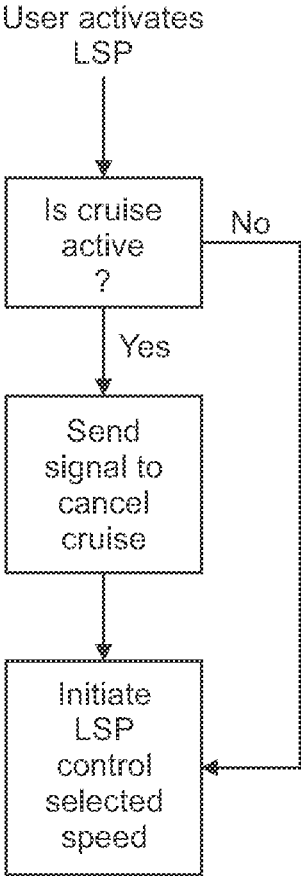 User activates
LSP
Is cruise
active
?
No
Yes
Send
signal to
cancel
cruise
Initiate
LSP
control
selected
speed